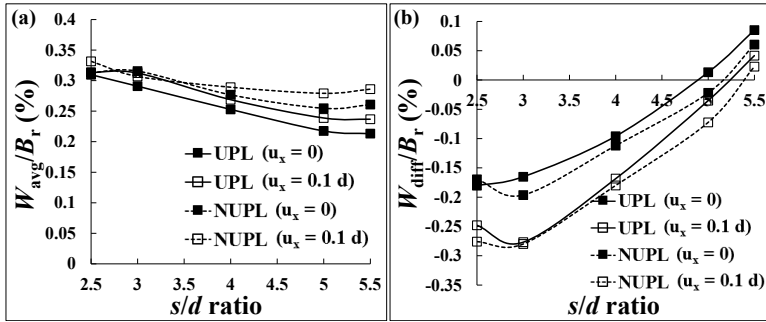 (a)
0.4
0.35
0.3
0.25
0.2
0.15
0.1
0.05
0
W_avg/B_r (%)
UPL (u_x = 0)
UPL (u_x = 0.1 d)
NUPL (u_x = 0)
NUPL (u_x = 0.1 d)
2.5 3 3.5 4 4.5 5 5.5
s/d ratio
(b)
0.1
0.05
0
-0.05
-0.1
-0.15
-0.2
-0.25
-0.3
-0.35
W_diff/B_r (%)
2.5 3 3.5 4 4.5 5 5.5
UPL (u_x = 0)
UPL (u_x = 0.1 d)
NUPL (u_x = 0)
NUPL (u_x = 0.1 d)
s/d ratio